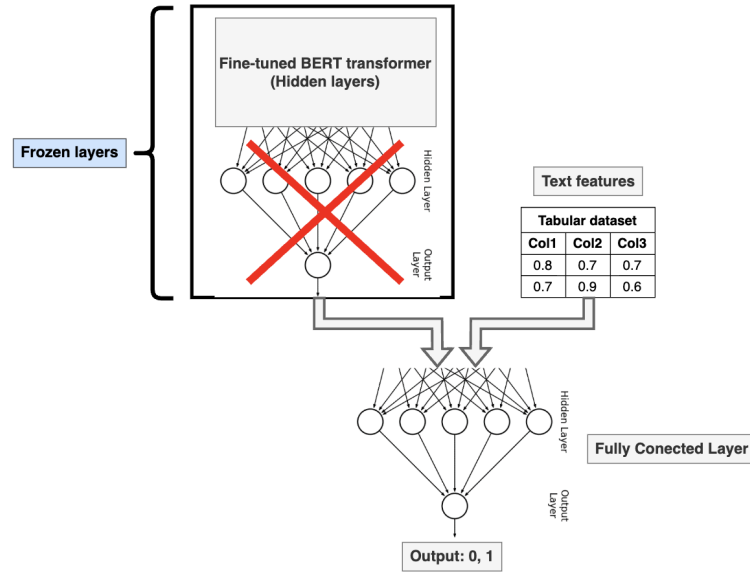 Fine-tuned BERT transformer
(Hidden layers)
Frozen layers
Hidden Layer
Output
Layer
Text features
Tabular dataset
Col1 Col2 Col3
0.8 0.7 0.7
0.7 0.9 0.6
Hidden Layer
Fully Conected Layer
Output
Layer
Output: 0, 1